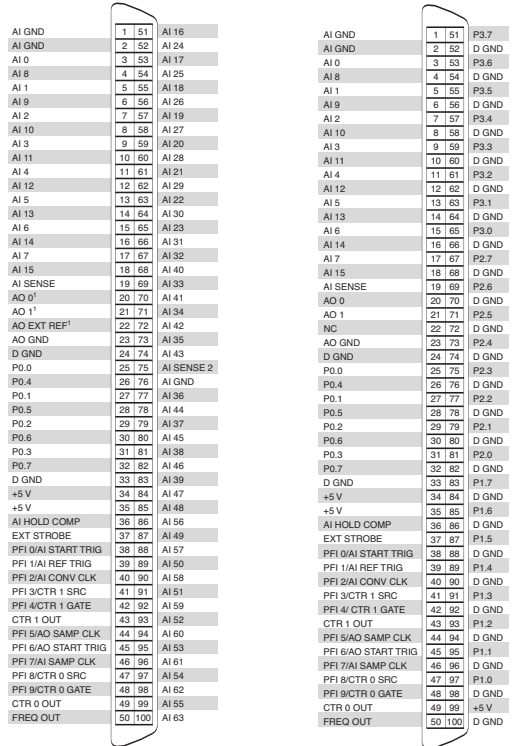 AI GND 1 51 AI 16
AI GND 2 52 AI 24
AI 0 3 53 AI 17
AI 8 4 54 AI 25
AI 1 5 55 AI 18
AI 9 6 56 AI 26
AI 2 7 57 AI 19
AI 10 8 58 AI 27
AI 3 9 59 AI 20
AI 11 10 60 AI 28
AI 4 11 61 AI 21
AI 12 12 62 AI 29
AI 5 13 63 AI 22
AI 13 14 64 AI 30
AI 6 15 65 AI 23
AI 14 16 66 AI 31
AI 7 17 67 AI 32
AI 15 18 68 AI 40
AI SENSE 19 69 AI 33
AO 0¹ 20 70 AI 41
AO 1¹ 21 71 AI 34
AO EXT REF¹ 22 72 AI 42
AO GND 23 73 AI 35
D GND 24 74 AI 43
P0.0 25 75 AI SENSE 2
P0.4 26 76 AI GND
P0.1 27 77 AI 36
P0.5 28 78 AI 44
P0.2 29 79 AI 37
P0.6 30 80 AI 45
P0.3 31 81 AI 38
P0.7 32 82 AI 46
D GND 33 83 AI 39
+5 V 34 84 AI 47
+5 V 35 85 AI 48
AI HOLD COMP 36 86 AI 56
EXT STROBE 37 87 AI 49
PFI 0/AI START TRIG 38 88 AI 57
PFI 1/AI REF TRIG 39 89 AI 50
PFI 2/AI CONV CLK 40 90 AI 58
PFI 3/CTR 1 SRC 41 91 AI 51
PFI 4/CTR 1 GATE 42 92 AI 59
CTR 1 OUT 43 93 AI 52
PFI 5/AO SAMP CLK 44 94 AI 60
PFI 6/AO START TRIG 45 95 AI 53
PFI 7/AI SAMP CLK 46 96 AI 61
PFI 8/CTR 0 SRC 47 97 AI 54
PFI 9/CTR 0 GATE 48 98 AI 62
CTR 0 OUT 49 99 AI 55
FREQ OUT 50 100 AI 63
AI GND 1 51 P3.7
AI GND 2 52 D GND
AI 0 3 53 P3.6
AI 8 4 54 D GND
AI 1 5 55 P3.5
AI 9 6 56 D GND
AI 2 7 57 P3.4
AI 10 8 58 D GND
AI 3 9 59 P3.3
AI 11 10 60 D GND
AI 4 11 61 P3.2
AI 12 12 62 D GND
AI 5 13 63 P3.1
AI 13 14 64 D GND
AI 6 15 65 P3.0
AI 14 16 66 D GND
AI 7 17 67 P2.7
AI 15 18 68 D GND
AI SENSE 19 69 P2.6
AO 0 20 70 D GND
AO 1 21 71 P2.5
NC 22 72 D GND
AO GND 23 73 P2.4
D GND 24 74 D GND
P0.0 25 75 P2.3
P0.4 26 76 D GND
P0.1 27 77 P2.2
P0.5 28 78 D GND
P0.2 29 79 P2.1
P0.6 30 80 D GND
P0.3 31 81 P2.0
P0.7 32 82 D GND
D GND 33 83 P1.7
+5 V 34 84 D GND
+5 V 35 85 P1.6
AI HOLD COMP 36 86 D GND
EXT STROBE 37 87 P1.5
PFI 0/AI START TRIG 38 88 D GND
PFI 1/AI REF TRIG 39 89 P1.4
PFI 2/AI CONV CLK 40 90 D GND
PFI 3/CTR 1 SRC 41 91 P1.3
PFI 4/ CTR 1 GATE 42 92 D GND
CTR 1 OUT 43 93 P1.2
PFI 5/AO SAMP CLK 44 94 D GND
PFI 6/AO START TRIG 45 95 P1.1
PFI 7/AI SAMP CLK 46 96 D GND
PFI 8/CTR 0 SRC 47 97 P1.0
PFI 9/CTR 0 GATE 48 98 D GND
CTR 0 OUT 49 99 +5 V
FREQ OUT 50 100 D GND